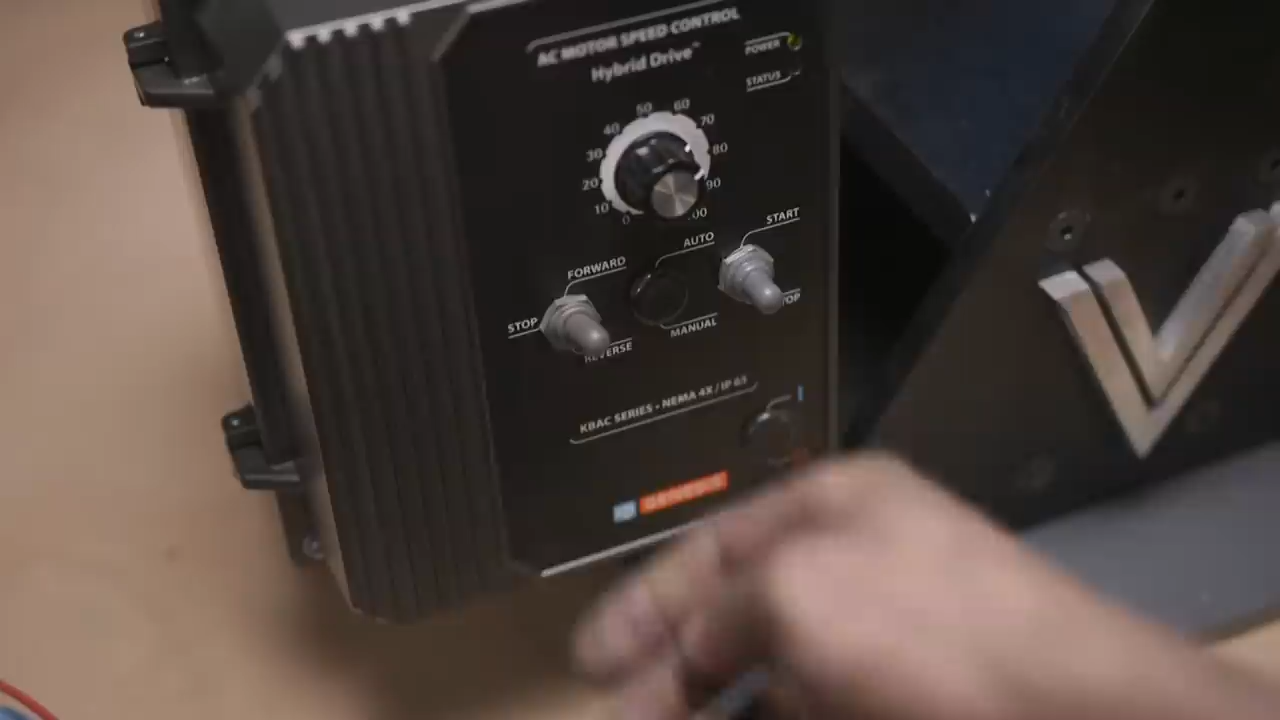 AC MOTOR SPEED CONTROL
Hybrid Drive™
POWER
STATUS
50 60
40 70
30 80
20 90
10
0
START
AUTO
FORWARD
STOP
MANUAL
REVERSE
KBAC SERIES - NEMA 4X / IP 65
I